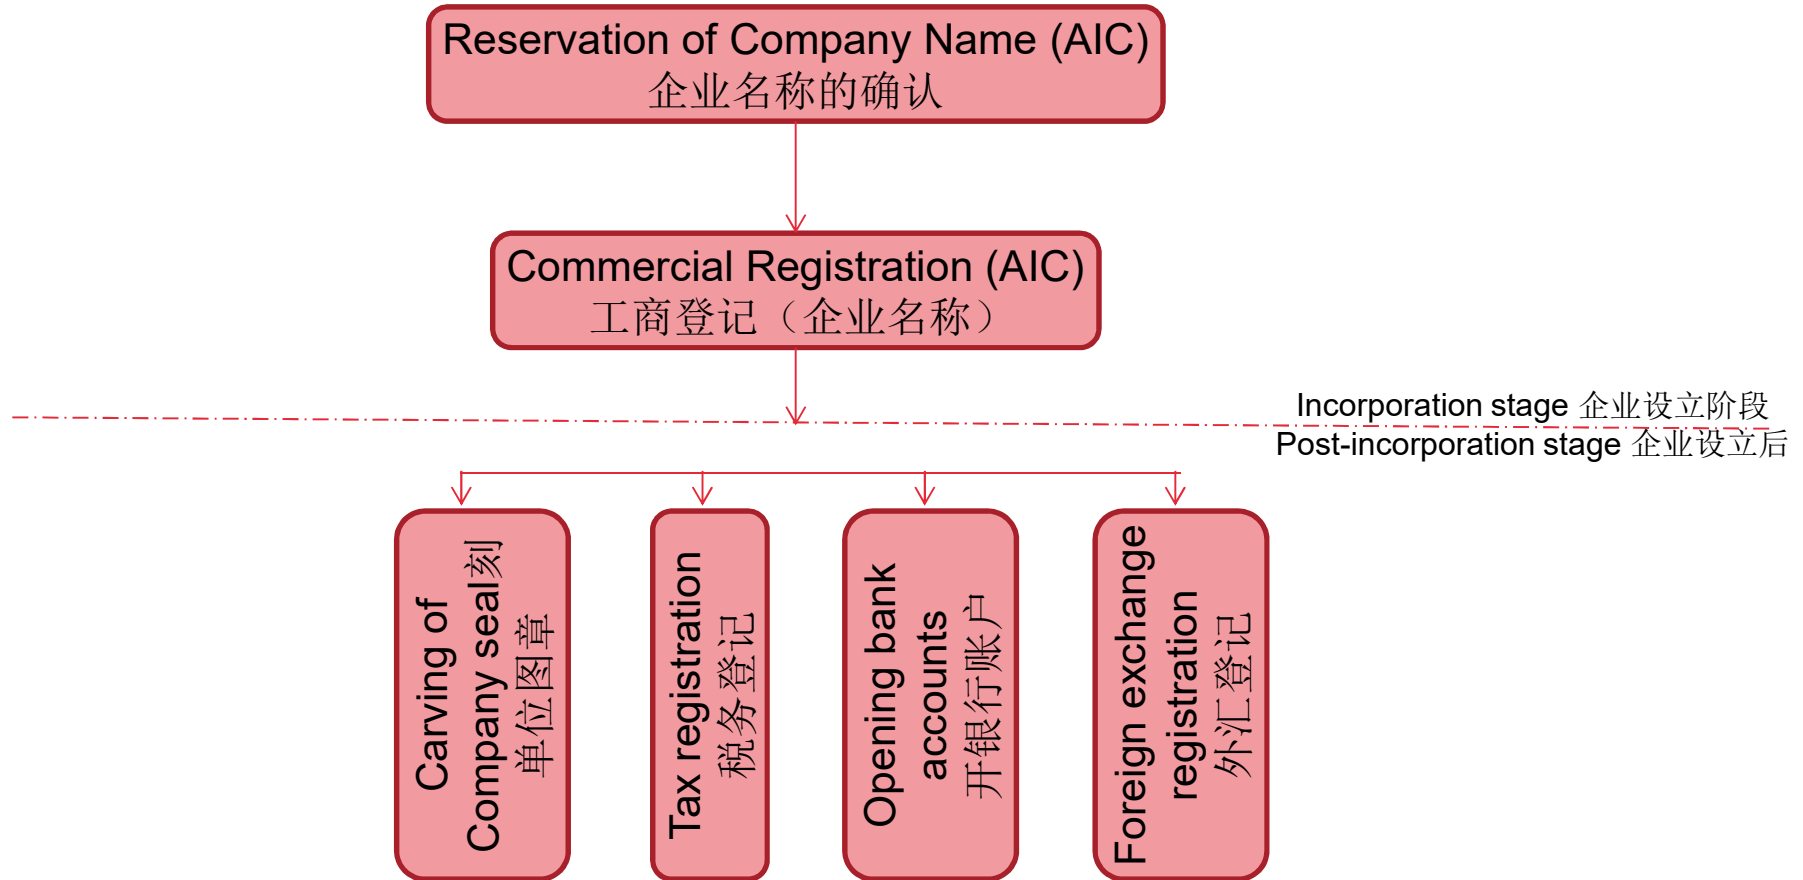 Reservation of Company Name (AIC)
企业名称的确认
Commercial Registration (AIC)
工商登记（企业名称）
Incorporation stage 企业设立阶段
Post-incorporation stage 企业设立后
Carving of
Company seal刻
单位图章
Tax registration
税务登记
Opening bank
accounts
开银行账户
Foreign exchange
registration
外汇登记